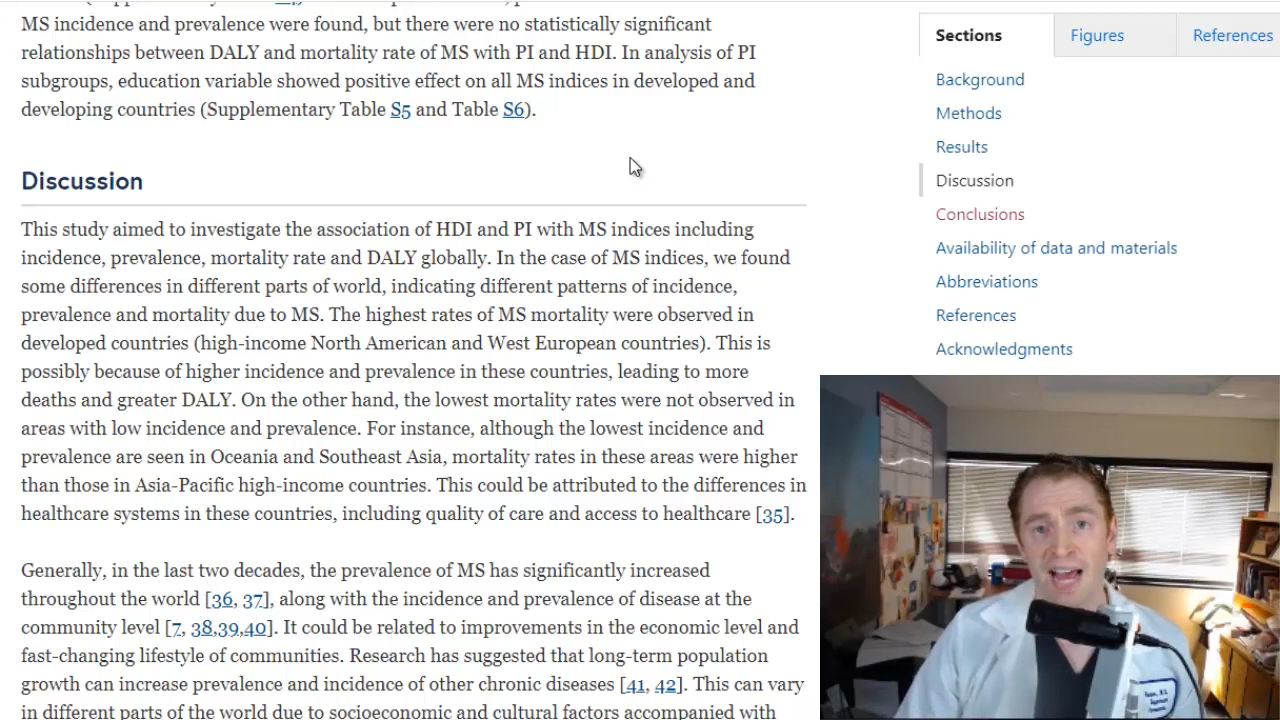 MS incidence and prevalence were found, but there were no statistically significant
relationships between DALY and mortality rate of MS with PI and HDI. In analysis of PI
subgroups, education variable showed positive effect on all MS indices in developed and
developing countries (Supplementary Table S5 and Table S6).
Discussion
This study aimed to investigate the association of HDI and PI with MS indices including
incidence, prevalence, mortality rate and DALY globally. In the case of MS indices, we found
some differences in different parts of world, indicating different patterns of incidence,
prevalence and mortality due to MS. The highest rates of MS mortality were observed in
developed countries (high-income North American and West European countries). This is
possibly because of higher incidence and prevalence in these countries, leading to more
deaths and greater DALY. On the other hand, the lowest mortality rates were not observed in
areas with low incidence and prevalence. For instance, although the lowest incidence and
prevalence are seen in Oceania and Southeast Asia, mortality rates in these areas were higher
than those in Asia-Pacific high-income countries. This could be attributed to the differences in
healthcare systems in these countries, including quality of care and access to healthcare [35].
Generally, in the last two decades, the prevalence of MS has significantly increased
throughout the world [36, 37], along with the incidence and prevalence of disease at the
community level [7, 38,39,40]. It could be related to improvements in the economic level and
fast-changing lifestyle of communities. Research has suggested that long-term population
growth can increase prevalence and incidence of other chronic diseases [41, 42]. This can vary
in different parts of the world due to socioeconomic and cultural factors accompanied with
Sections
Figures
References
Background
Methods
Results
Discussion
Conclusions
Availability of data and materials
Abbreviations
References
Acknowledgments